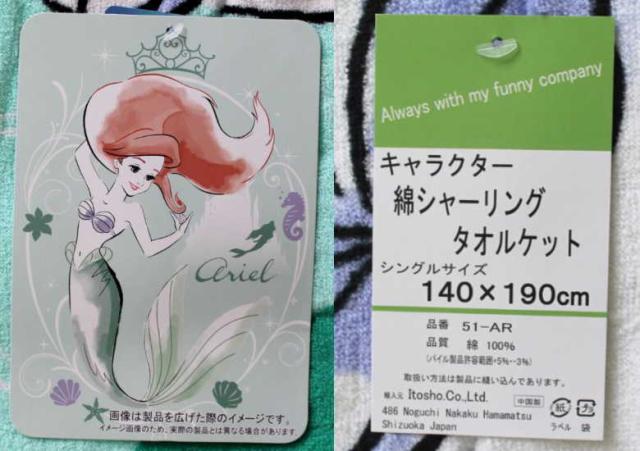 ariel
画像は製品を広げた際のイメージです。
イメージ画像のため、実際の製品とは異なる場合があります。
Always with my funny company
キャラクター
綿シャーリング
タオルケット
シングルサイズ
140×190cm
品番 51-AR
品質 綿 100%
(パイル製品許容範囲+5%--3%)
取扱い方法は製品に縫い込んであります。
輸入元 Itosho.Co.,Ltd. 中国製
486 Noguchi Nakaku Hamamatsu
Shizuoka Japan
紙 プラ
ラベル 袋